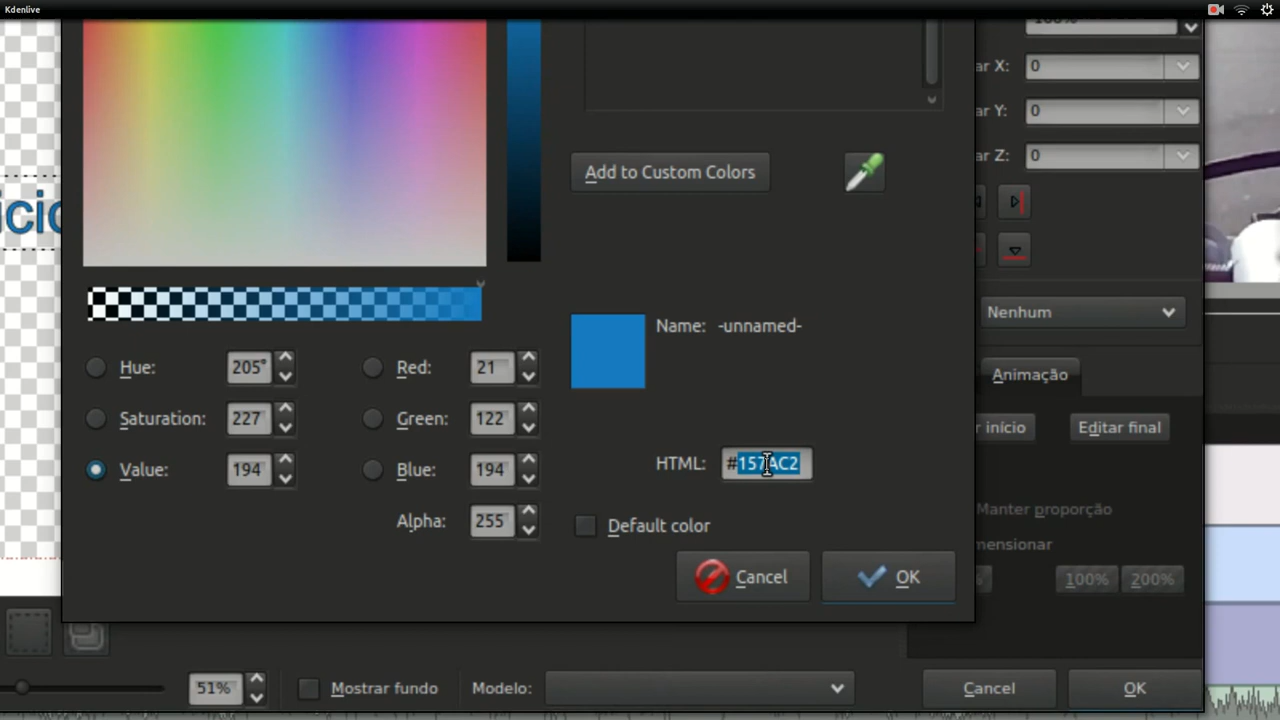 Kdenlive
100%
ar X:
0
ar Y:
0
ar Z:
0
Add to Custom Colors
icic
Nenhum
Name: -unnamed-
Hue: 205°
Red: 21
Animação
Saturation: 227
Green: 122
r início
Editar final
Value: 194
Blue: 194
HTML: #157AC2
Alpha: 255
Default color
Manter proporção
mensionar
Cancel
OK
%
100%
200%
51%
Mostrar fundo
Modelo:
Cancel
OK